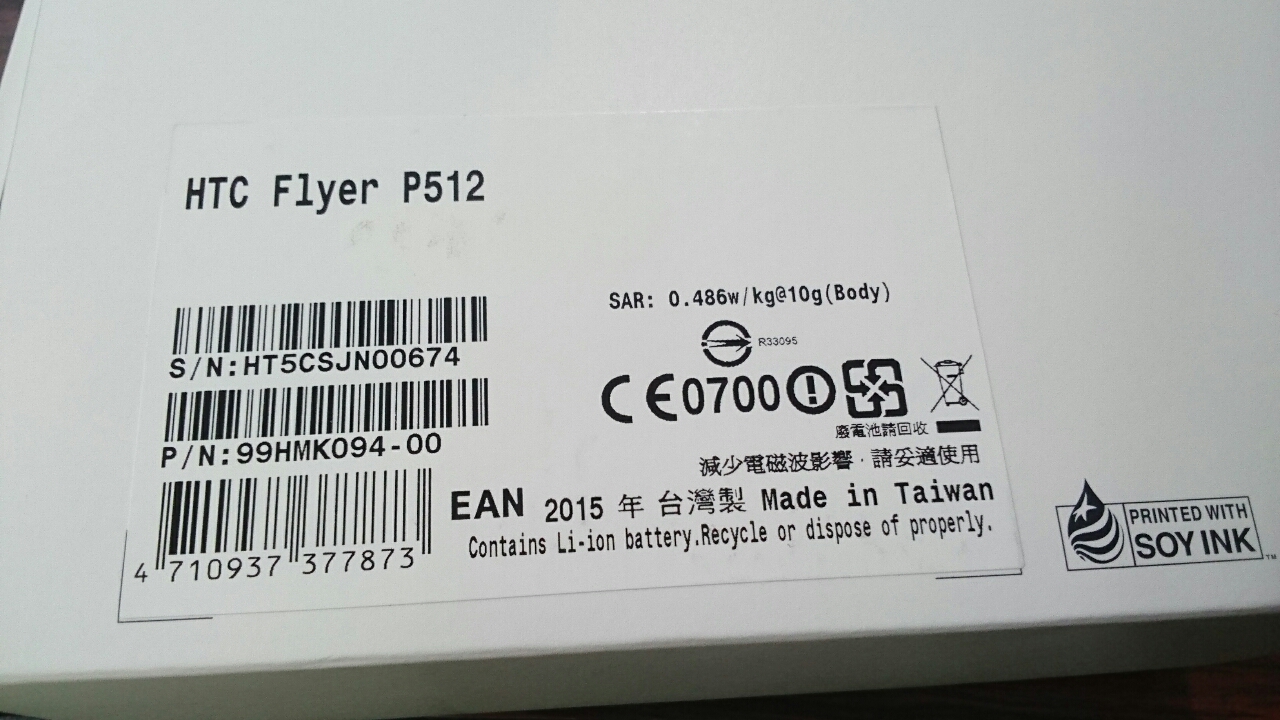 HTC Flyer P512
S/N:HT5CSJN00674
P/N:99HMK094-00
4 710937 377873
EAN
SAR: 0.486w/kg@10g(Body)
R33095
CE0700
廢電池請回收
減少電磁波影響，請妥適使用
2015 年 台灣製 Made in Taiwan
Contains Li-ion battery.Recycle or dispose of properly.
PRINTED WITH
SOY INK™